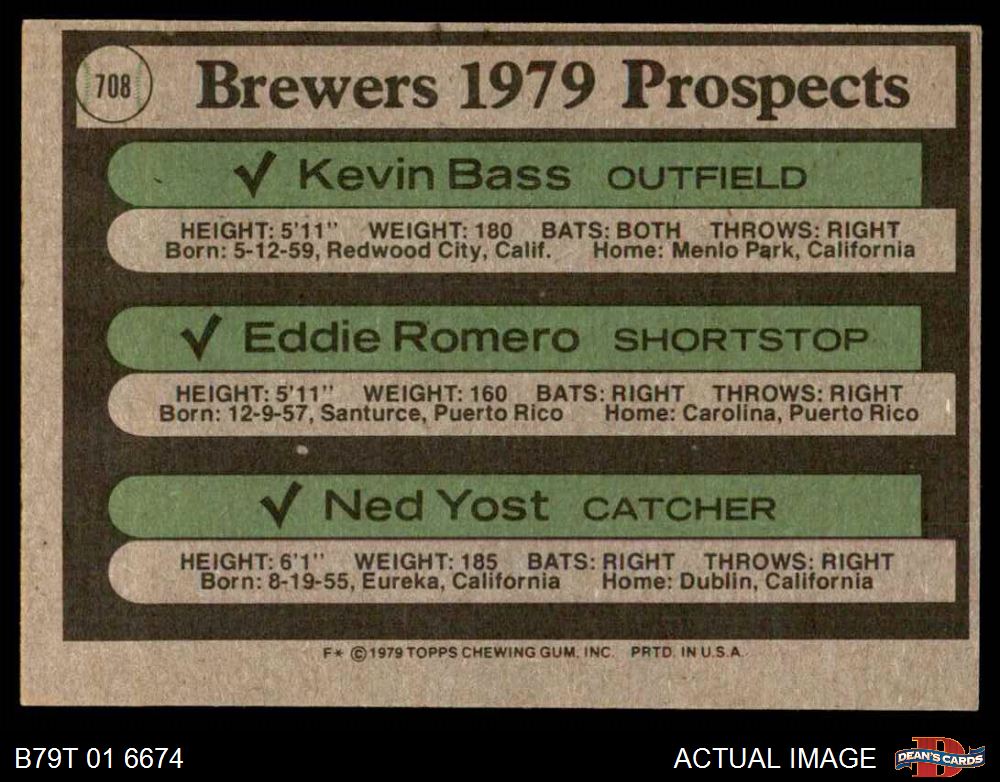 708
Brewers 1979 Prospects
✓ Kevin Bass OUTFIELD
HEIGHT: 5'11" WEIGHT: 180 BATS: BOTH THROWS: RIGHT
Born: 5-12-59, Redwood City, Calif. Home: Menlo Park, California
✓ Eddie Romero SHORTSTOP
HEIGHT: 5'11" WEIGHT: 160 BATS: RIGHT THROWS: RIGHT
Born: 12-9-57, Santurce, Puerto Rico Home: Carolina, Puerto Rico
✓ Ned Yost CATCHER
HEIGHT: 6'1" WEIGHT: 185 BATS: RIGHT THROWS: RIGHT
Born: 8-19-55, Eureka, California Home: Dublin, California
F* ©1979 TOPPS CHEWING GUM, INC. PRTD. IN U.S.A.
B79T 01 6674
ACTUAL IMAGE
D
DEAN'S CARDS